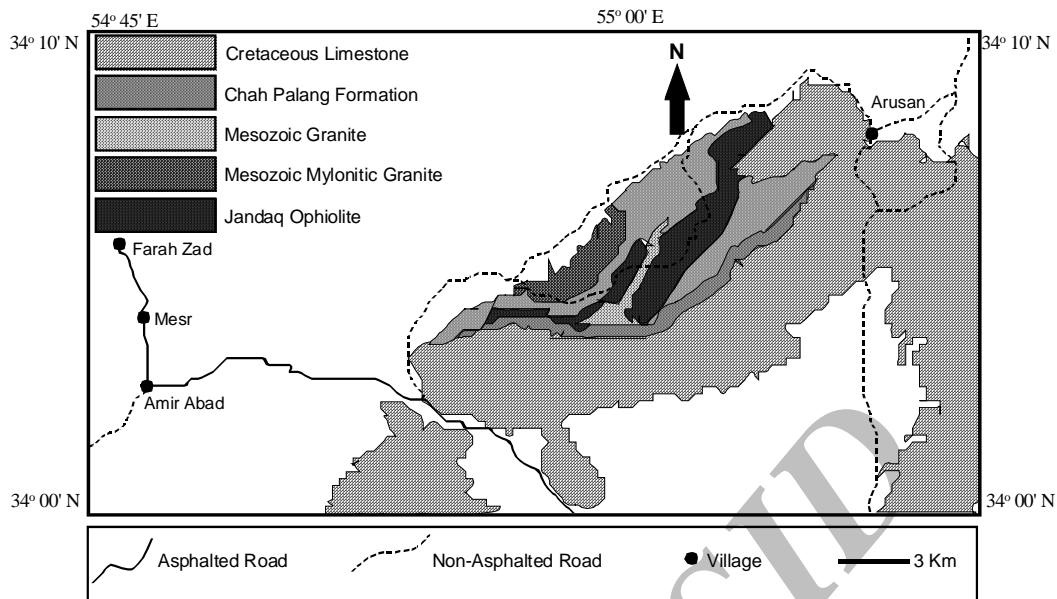 54° 45' E
55° 00' E
34° 10' N
34° 10' N
Cretaceous Limestone
Chah Palang Formation
Mesozoic Granite
Mesozoic Mylonitic Granite
Jandaq Ophiolite
N
Arusan
Farah Zad
Mesr
Amir Abad
34° 00' N
34° 00' N
Asphalted Road
Non-Asphalted Road
Village
3 Km
SID